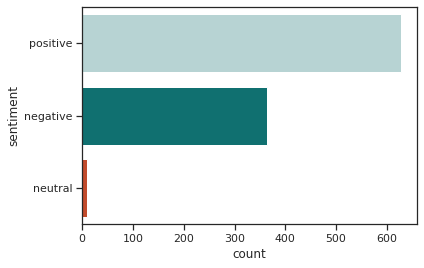 positive
negative
neutral
sentiment
0 100 200 300 400 500 600
count